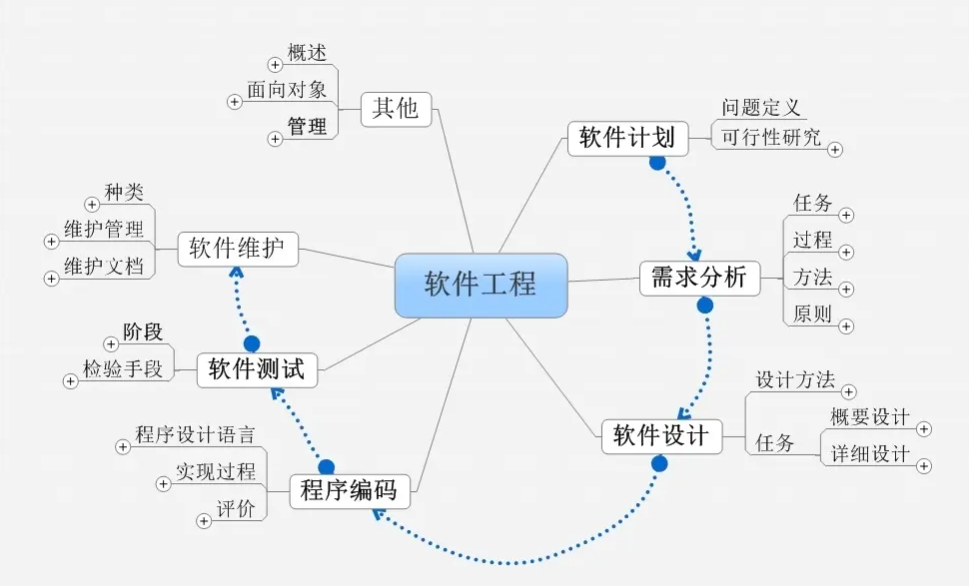 软件工程
软件计划
问题定义
可行性研究
需求分析
任务
过程
方法
原则
软件设计
设计方法
任务
概要设计
详细设计
程序编码
程序设计语言
实现过程
评价
软件测试
阶段
检验手段
软件维护
种类
维护管理
维护文档
其他
概述
面向对象
管理